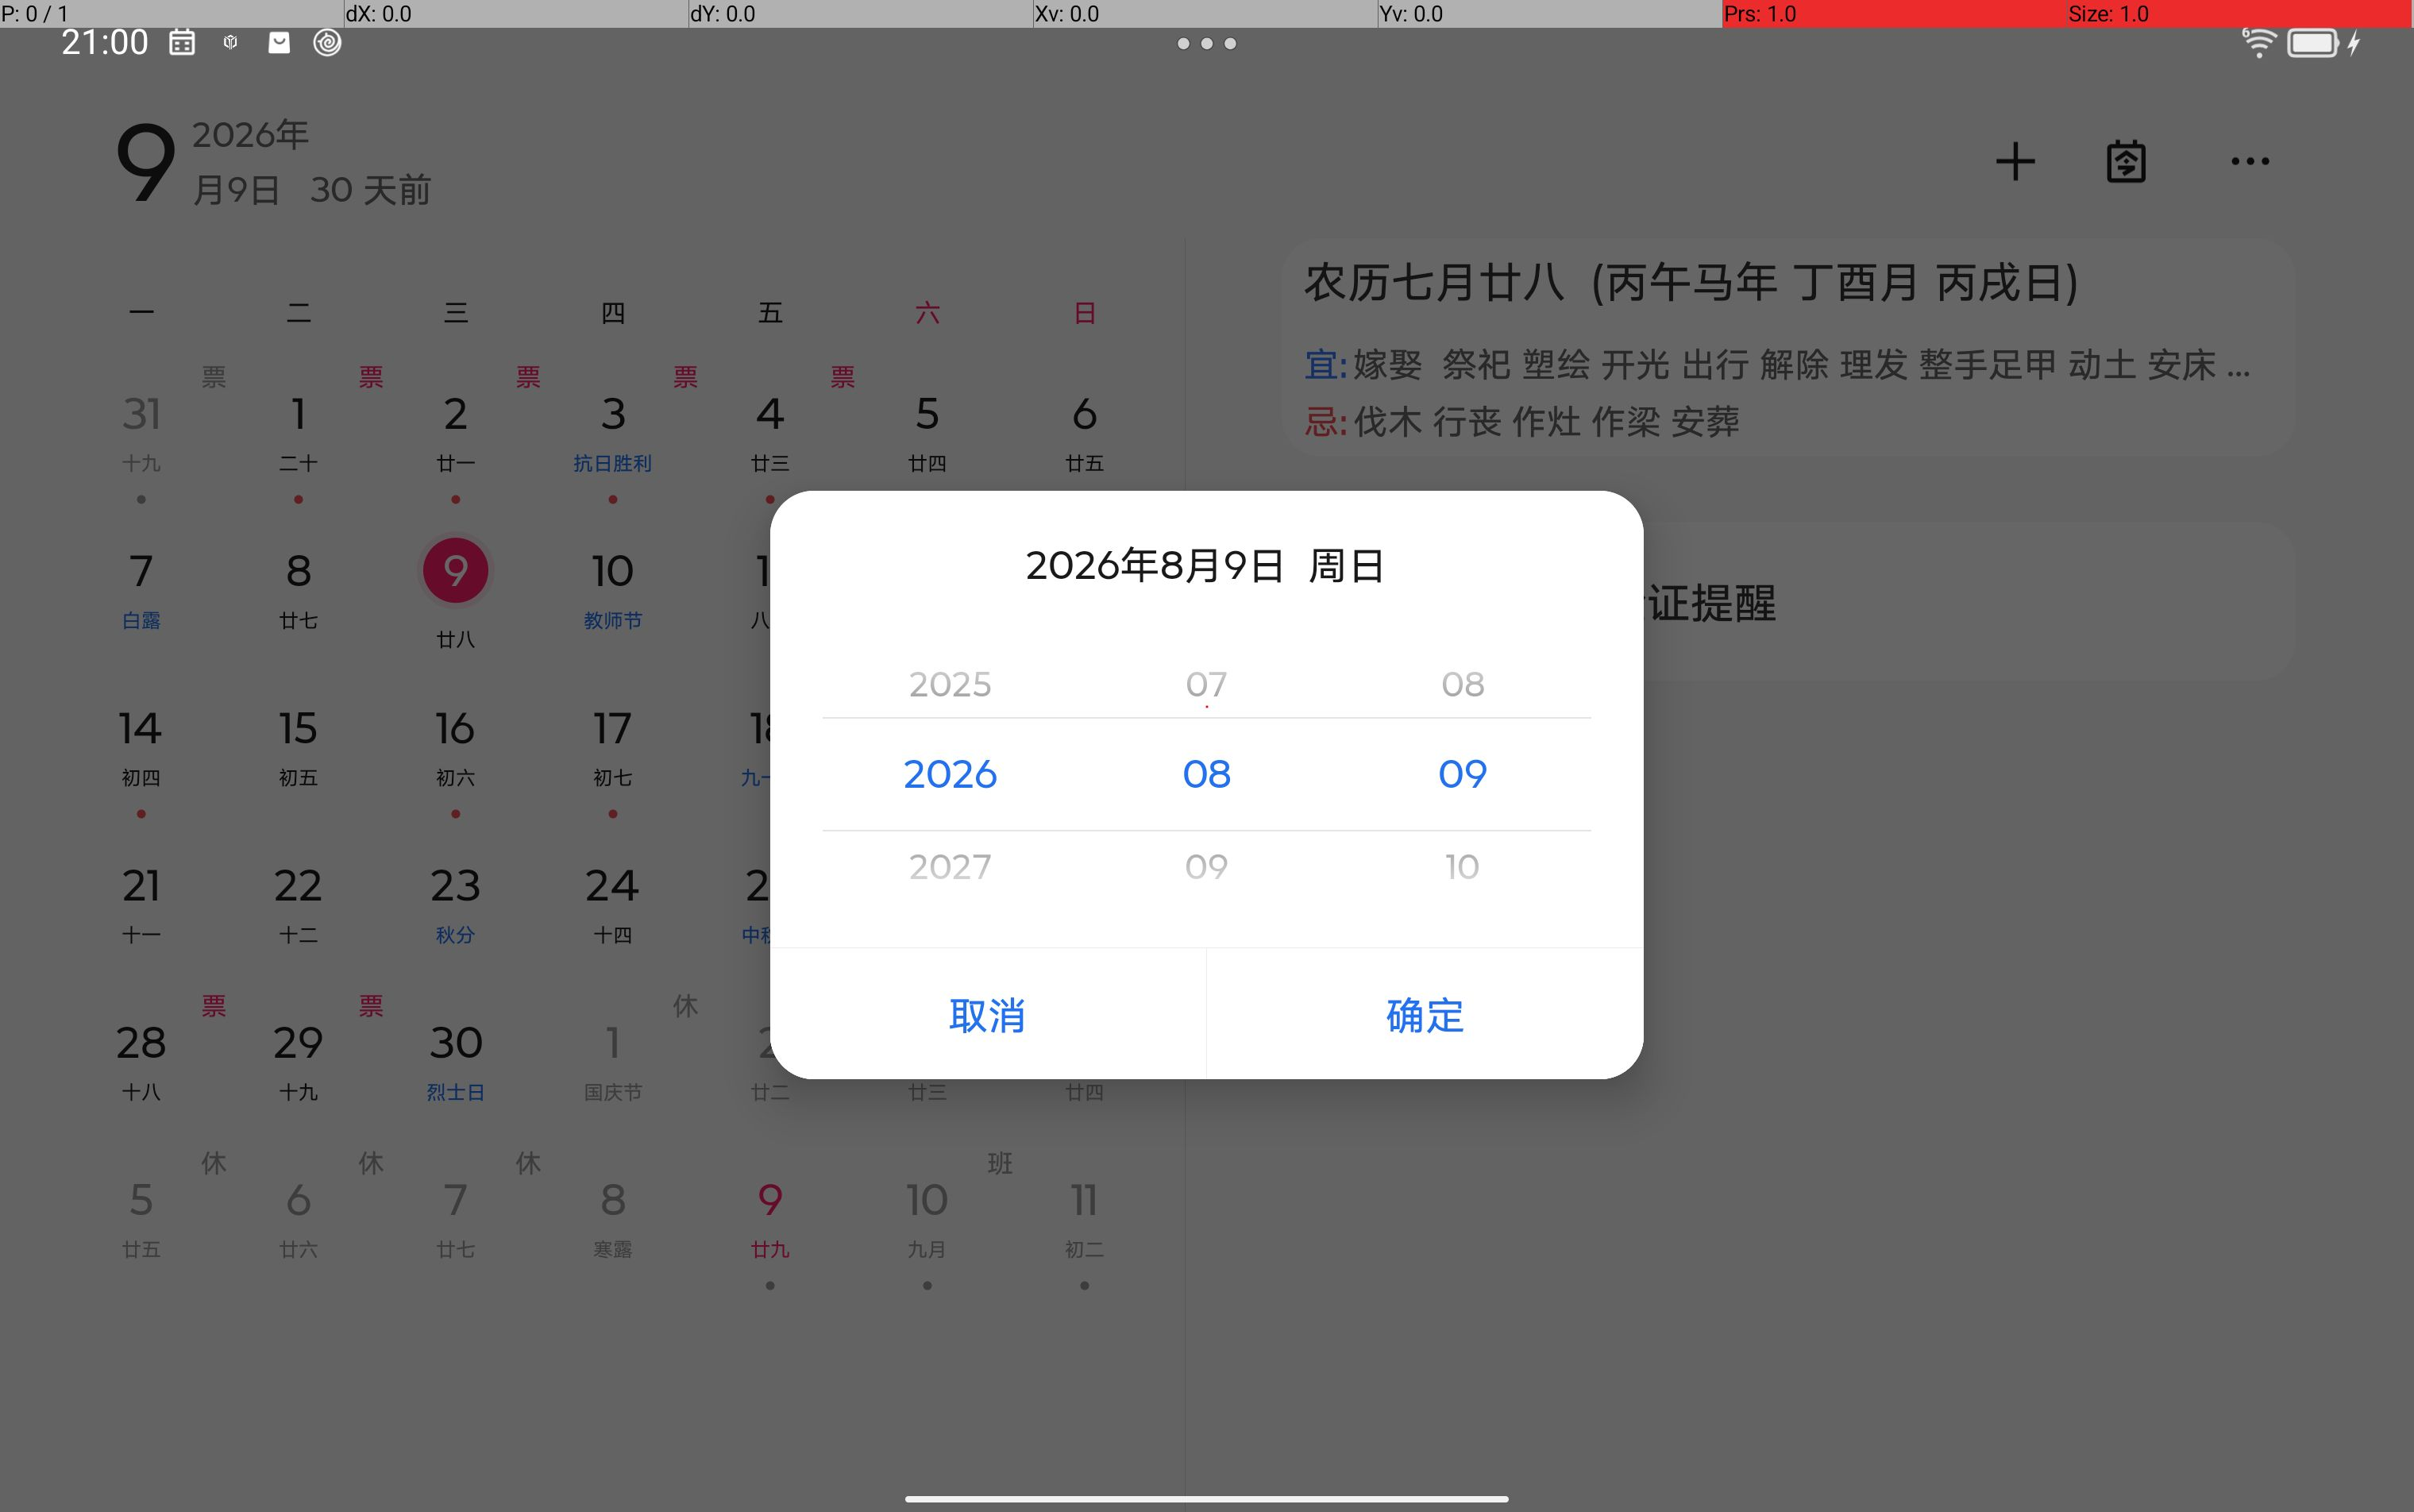 P: 0 / 1 dX: 0.0 dY: 0.0 Xv: 0.0 Yv: 0.0 Prs: 1.0 Size: 1.0
21:00 6
9 2026年
月9日 30 天前
农历七月廿八 (丙午马年 丁酉月 丙戌日)
宜: 嫁娶 祭祀 塑绘 开光 出行 解除 理发 整手足甲 动土 安床 ...
忌: 伐木 行丧 作灶 作梁 安葬
证提醒
一 二 三 四 五 六 日
票 票 票 票 票
31 1 2 3 4 5 6
十九 二十 廿一 抗日胜利 廿三 廿四 廿五
7 8 9 10 1
白露 廿七 廿八 教师节 八
14 15 16 17 18
初四 初五 初六 初七 九一
21 22 23 24 2
十一 十二 秋分 十四 中秋
票 票 休
28 29 30 1 2
十八 十九 烈士日 国庆节 廿二 廿三 廿四
休 休 休 班
5 6 7 8 9 10 11
廿五 廿六 廿七 寒露 廿九 九月 初二
2026年8月9日 周日
2025 07 08
2026 08 09
2027 09 10
取消 确定